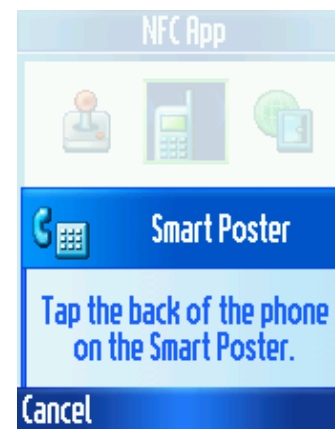 NFC App
Smart Poster
Tap the back of the phone
on the Smart Poster.
Cancel